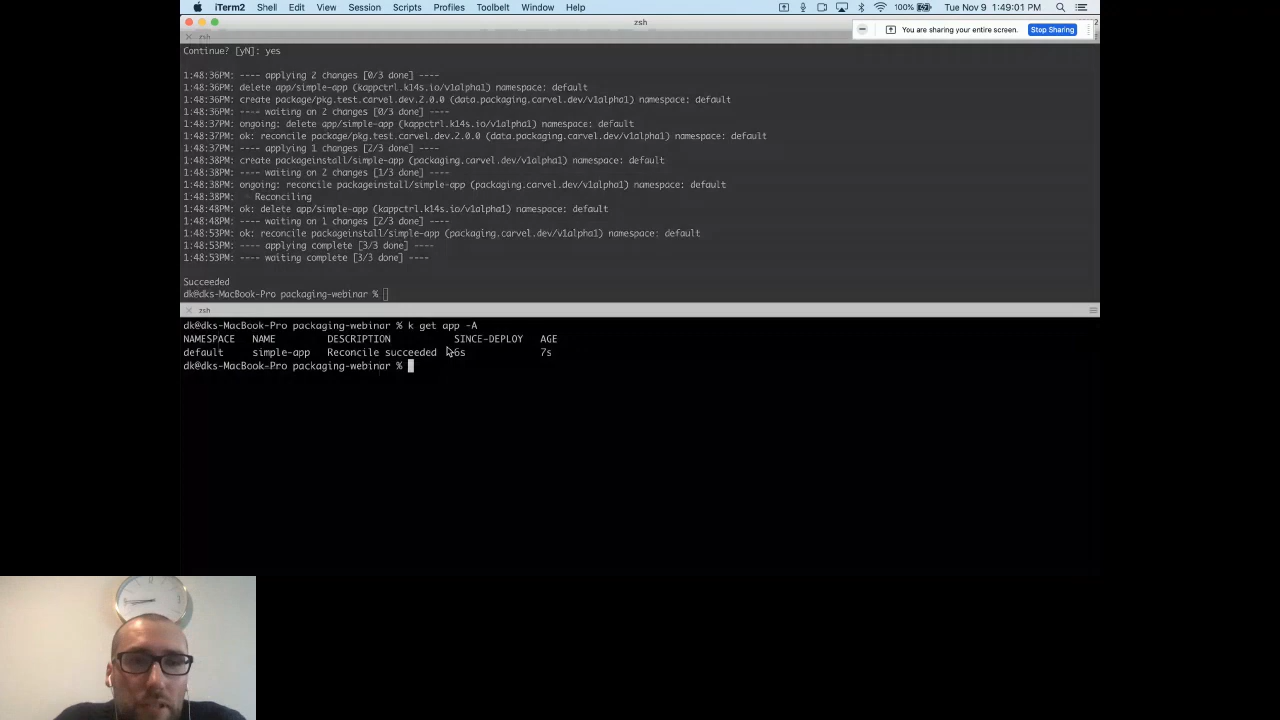 iTerm2 Shell Edit View Session Scripts Profiles Toolbelt Window Help 100% Tue Nov 9 1:49:01 PM
zsh
You are sharing your entire screen. Stop Sharing
zsh
Continue? [yN]: yes
1:48:36PM: ---- applying 2 changes [0/3 done] ----
1:48:36PM: delete app/simple-app (kappctrl.k14s.io/v1alpha1) namespace: default
1:48:36PM: create package/pkg.test.carvel.dev.2.0.0 (data.packaging.carvel.dev/v1alpha1) namespace: default
1:48:36PM: ---- waiting on 2 changes [0/3 done] ----
1:48:37PM: ongoing: delete app/simple-app (kappctrl.k14s.io/v1alpha1) namespace: default
1:48:37PM: ok: reconcile package/pkg.test.carvel.dev.2.0.0 (data.packaging.carvel.dev/v1alpha1) namespace: default
1:48:37PM: ---- applying 1 changes [2/3 done] ----
1:48:38PM: create packageinstall/simple-app (packaging.carvel.dev/v1alpha1) namespace: default
1:48:38PM: ---- waiting on 2 changes [1/3 done] ----
1:48:38PM: ongoing: reconcile packageinstall/simple-app (packaging.carvel.dev/v1alpha1) namespace: default
1:48:38PM: Reconciling
1:48:48PM: ok: delete app/simple-app (kappctrl.k14s.io/v1alpha1) namespace: default
1:48:48PM: ---- waiting on 1 changes [2/3 done] ----
1:48:53PM: ok: reconcile packageinstall/simple-app (packaging.carvel.dev/v1alpha1) namespace: default
1:48:53PM: ---- applying complete [3/3 done] ----
1:48:53PM: ---- waiting complete [3/3 done] ----
Succeeded
dk@dks-MacBook-Pro packaging-webinar %
zsh
dk@dks-MacBook-Pro packaging-webinar % k get app -A
NAMESPACE NAME DESCRIPTION SINCE-DEPLOY AGE
default simple-app Reconcile succeeded 6s 7s
dk@dks-MacBook-Pro packaging-webinar %